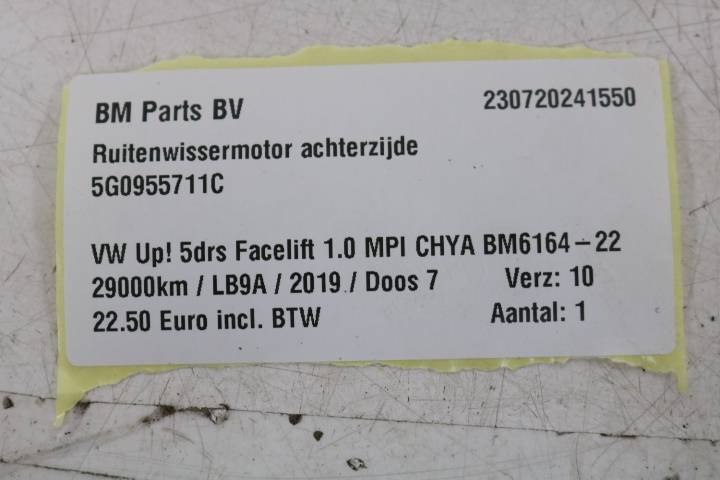 BM Parts BV 230720241550
Ruitenwissermotor achterzijde
5G0955711C
VW Up! 5drs Facelift 1.0 MPI CHYA BM6164-22
29000km / LB9A / 2019 / Doos 7 Verz: 10
22.50 Euro incl. BTW Aantal: 1